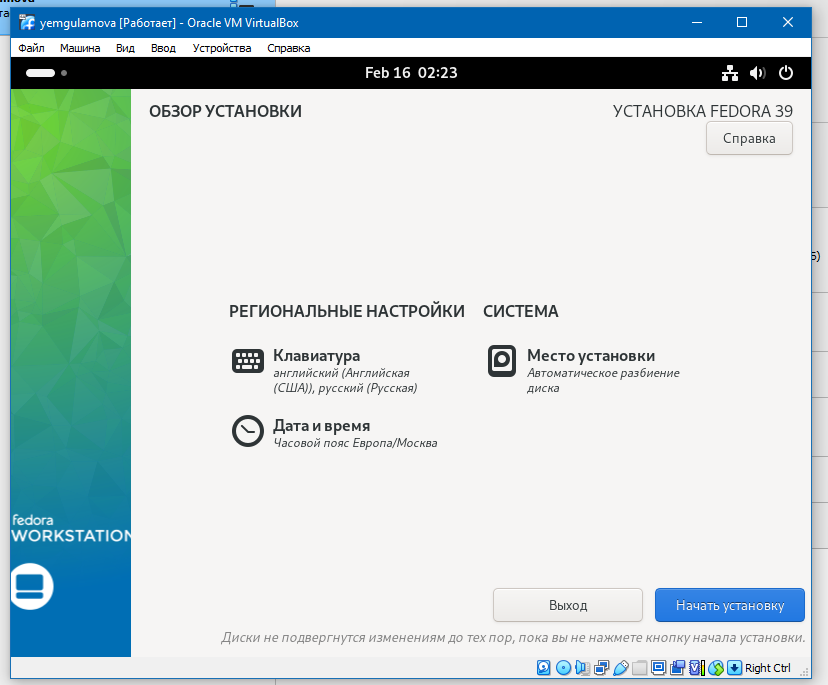 yemgulamova [Работает] - Oracle VM VirtualBox
Файл Машина Вид Ввод Устройства Справка
Feb 16 02:23
ОБЗОР УСТАНОВКИ
УСТАНОВКА FEDORA 39
Справка
РЕГИОНАЛЬНЫЕ НАСТРОЙКИ
Клавиатура
английский (Английская
(США)), русский (Русская)
Дата и время
Часовой пояс Европа/Москва
СИСТЕМА
Место установки
Автоматическое разбиение
диска
fedora
WORKSTATION
Выход
Начать установку
Диски не подвергнутся изменениям до тех пор, пока вы не нажмете кнопку начала установки.
Right Ctrl